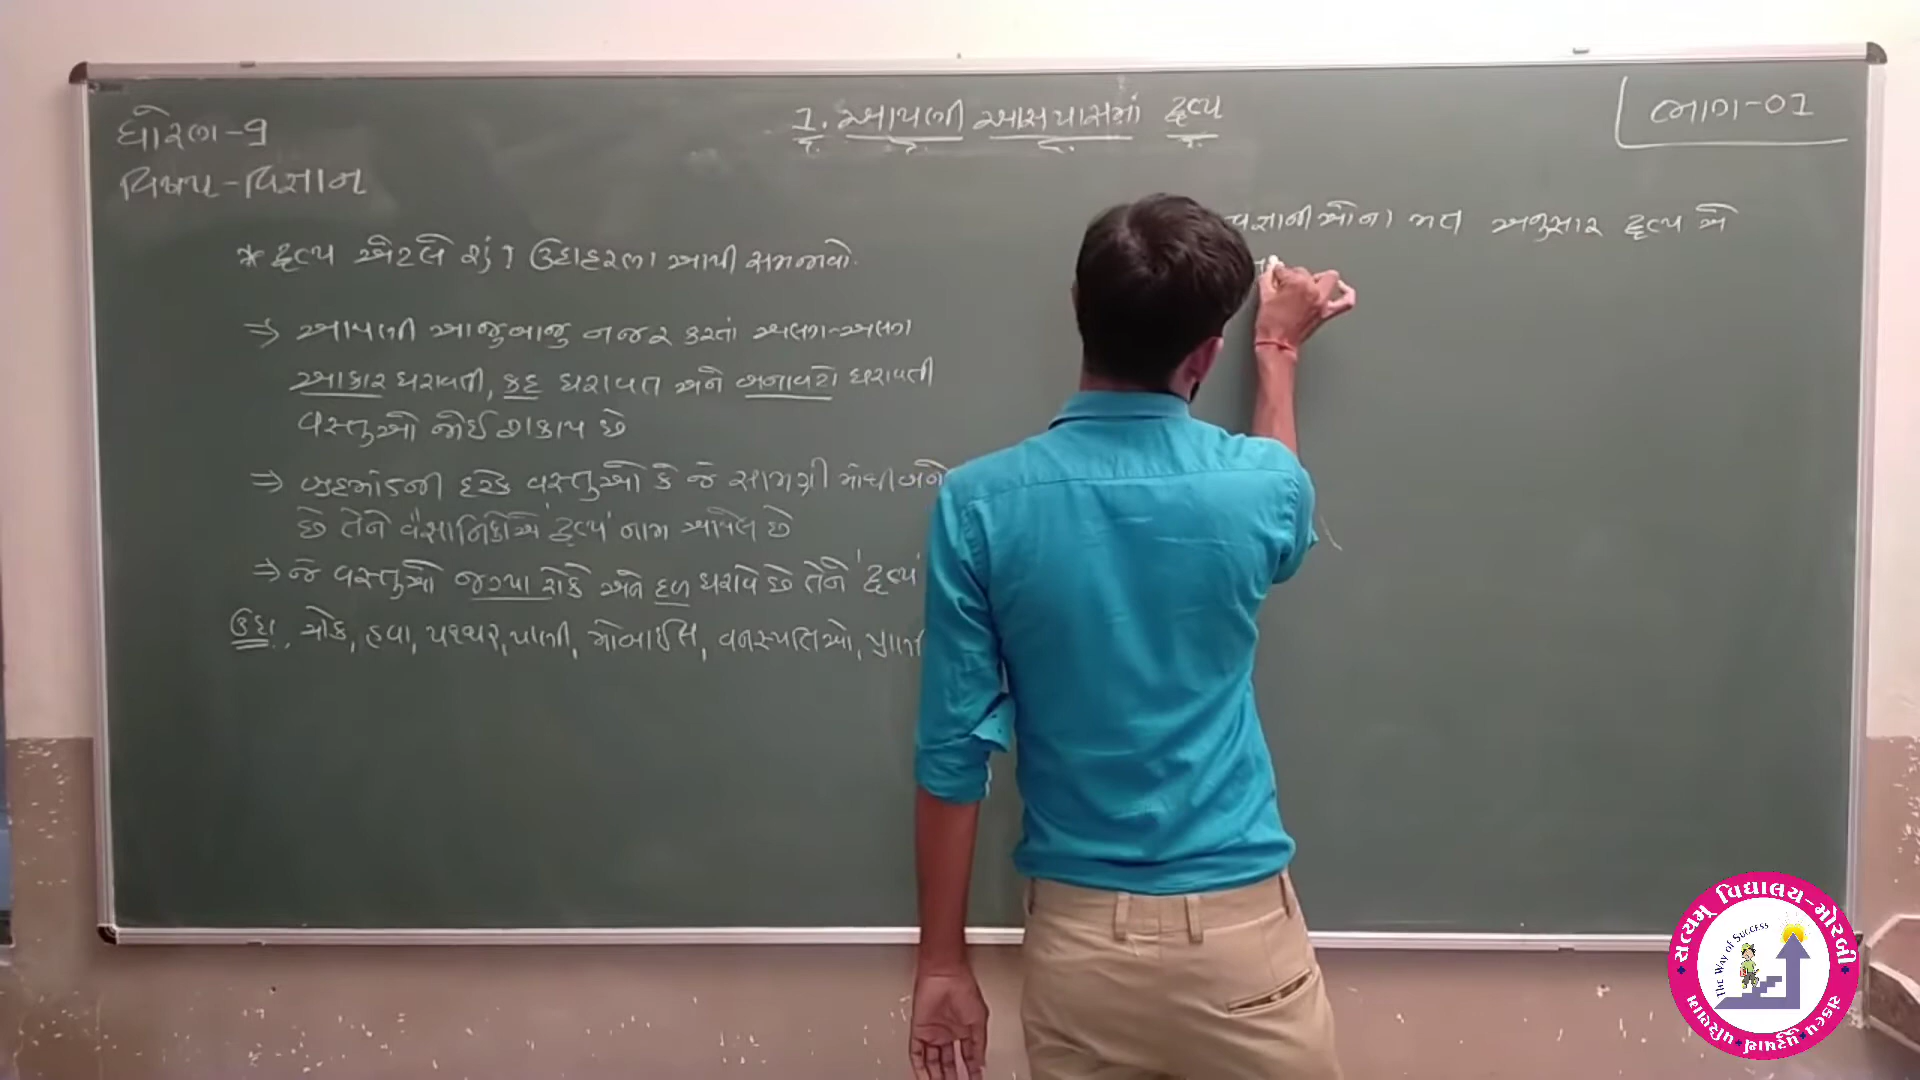 ધોરણ-9
વિષય-વિજ્ઞાન
1. આપણી આસપાસમાં દ્રવ્ય
ભાગ-01
* દ્રવ્ય એટલે શું? ઉદાહરણ આપી સમજાવો.
⇒ આપણી આજુબાજુ નજર કરતાં અલગ-અલગ
આકાર ધરાવતી, કદ ધરાવતા અને બનાવટો ધરાવતી
વસ્તુઓ જોઈ શકાય છે
⇒ બ્રહ્માંડની દરેક વસ્તુઓ કે જે સામગ્રી માંથી બને
છે તેને વૈજ્ઞાનિકોએ 'દ્રવ્ય' નામ આપેલ છે
⇒ જે વસ્તુઓ જગ્યા રોકે અને દળ ધરાવે છે તેને 'દ્રવ્ય'
ઉદા., ચોક, હવા, પથ્થર, પાણી, મોબાઈલ, વનસ્પતિઓ, પ્રાણી
જ્ઞાનીઓના મત અનુસાર દ્રવ્ય એ
સત્યમ્ વિદ્યાલય-મોરબી
The Way of Success
સંકલ્પ પુરુષાર્થ પરિણામ